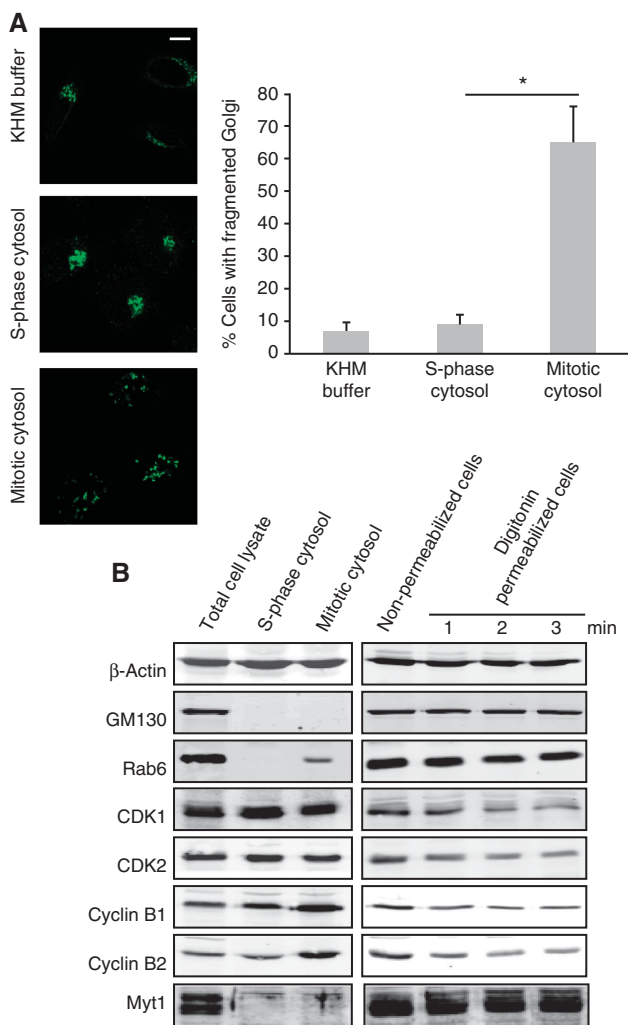 A
KHM buffer
S-phase cytosol
Mitotic cytosol
% Cells with fragmented Golgi
80
70
60
50
40
30
20
10
0
*
KHM
buffer
S-phase
cytosol
Mitotic
cytosol
B
Total cell lysate
S-phase cytosol
Mitotic cytosol
Non-permeabilized cells
Digitonin
permeabilized cells
1 2 3 min
β-Actin
GM130
Rab6
CDK1
CDK2
Cyclin B1
Cyclin B2
Myt1